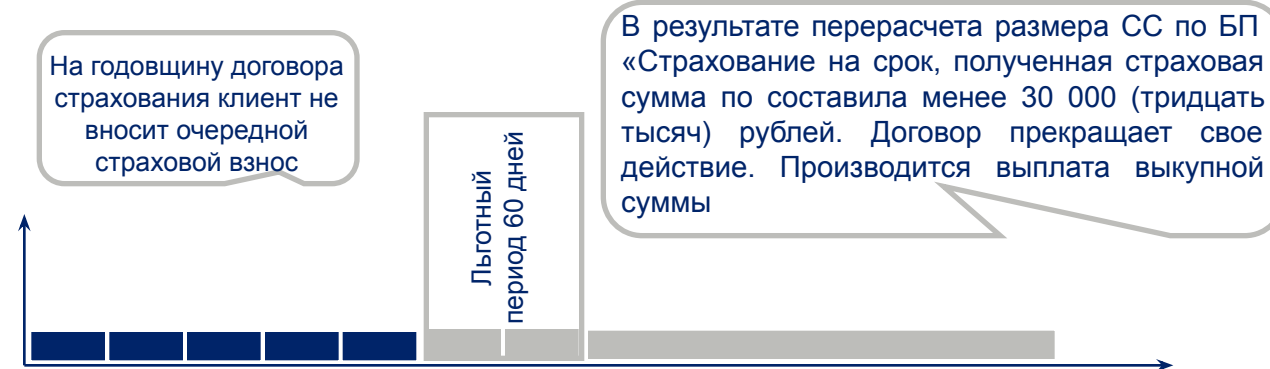 На годовщину договора
страхования клиент не
вносит очередной
страховой взнос
Льготный
период 60 дней
В результате перерасчета размера СС по БП
«Страхование на срок, полученная страховая
сумма по составила менее 30 000 (тридцать
тысяч) рублей. Договор прекращает свое
действие. Производится выплата выкупной
суммы